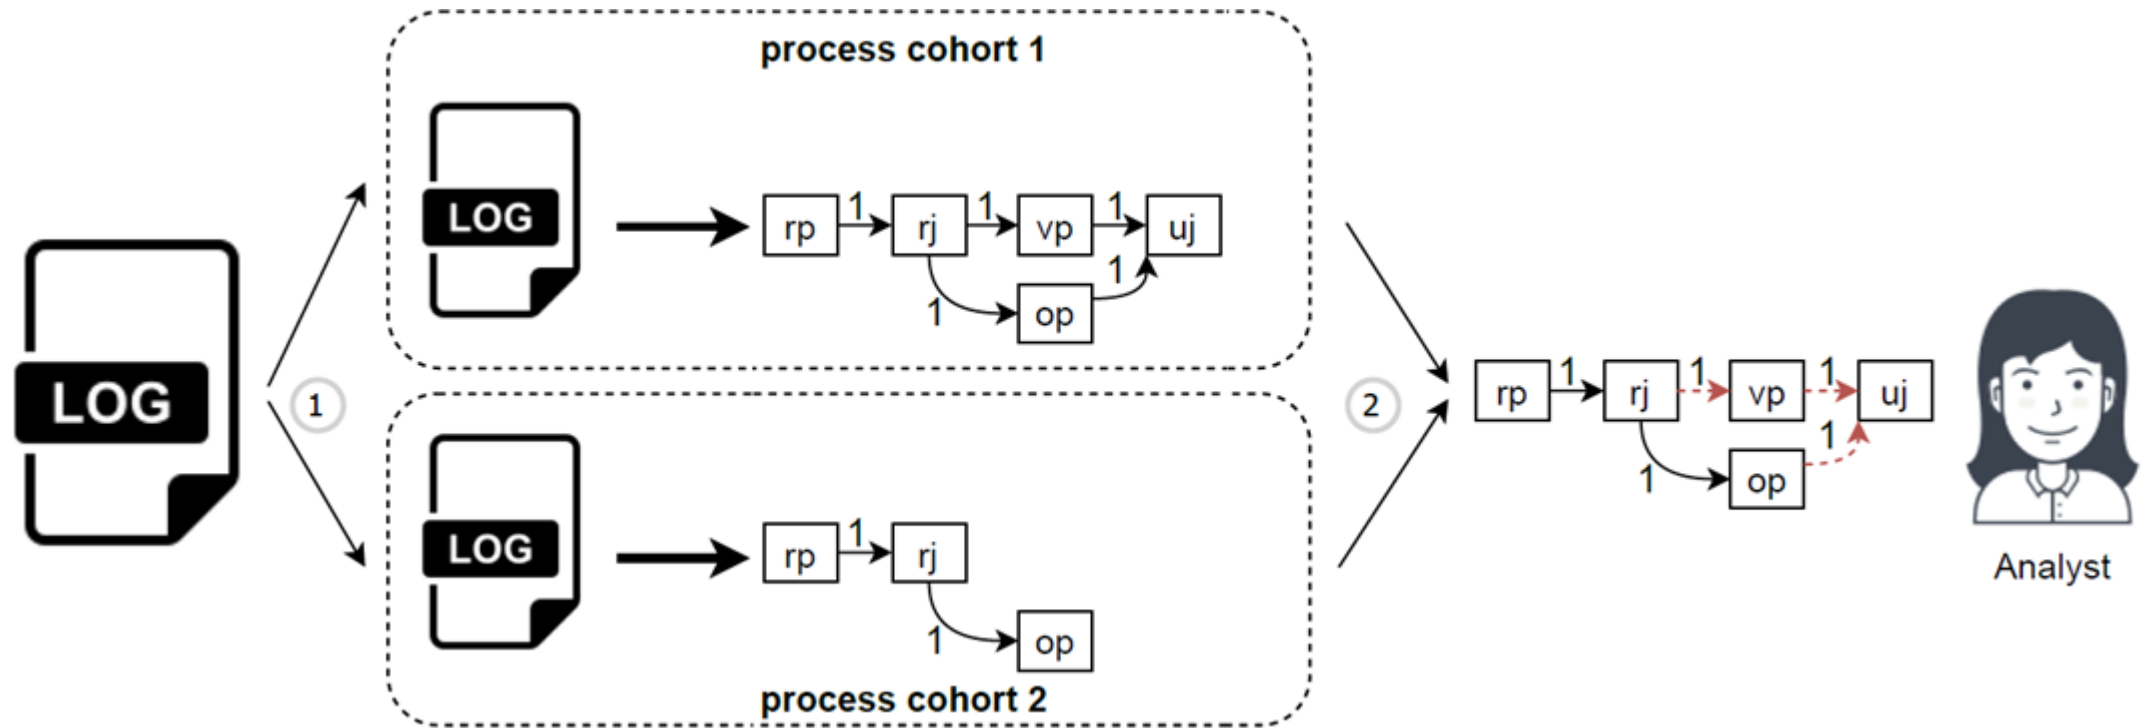 process cohort 1
LOG
rp 1 rj 1 vp 1 uj
1 op 1
LOG
1
2
rp 1 rj 1 vp 1 uj
1 op 1
LOG
rp 1 rj
1 op
process cohort 2
Analyst